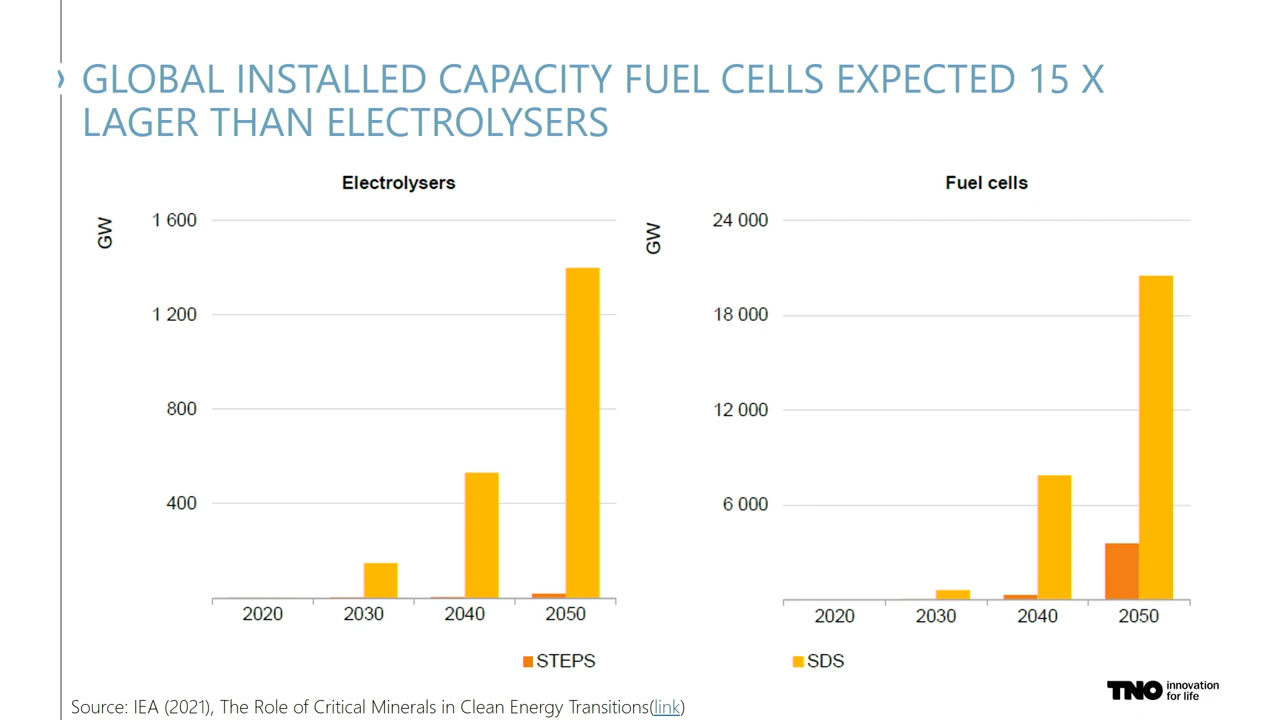 GLOBAL INSTALLED CAPACITY FUEL CELLS EXPECTED 15 X
LAGER THAN ELECTROLYSERS
Electrolysers
GW
1 600
1 200
800
400
2020 2030 2040 2050
Fuel cells
GW
24 000
18 000
12 000
6 000
2020 2030 2040 2050
STEPS SDS
TNO innovation
for life
Source: IEA (2021), The Role of Critical Minerals in Clean Energy Transitions(link)